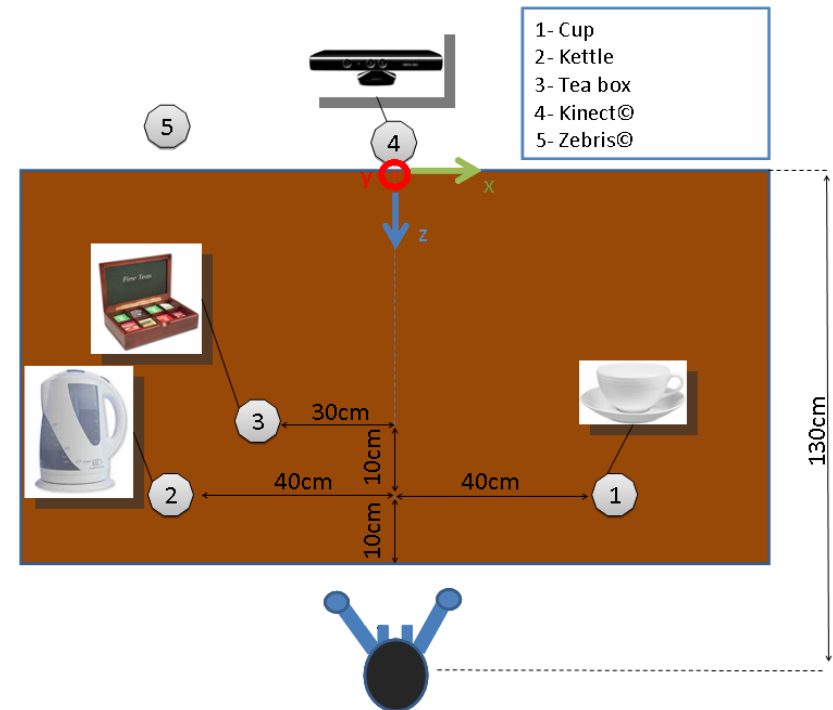 1- Cup
2- Kettle
3- Tea box
4- Kinect©
5- Zebris©
5
4
y
x
z
Fine Teas
3
30cm
10cm
130cm
2
40cm
40cm
1
10cm